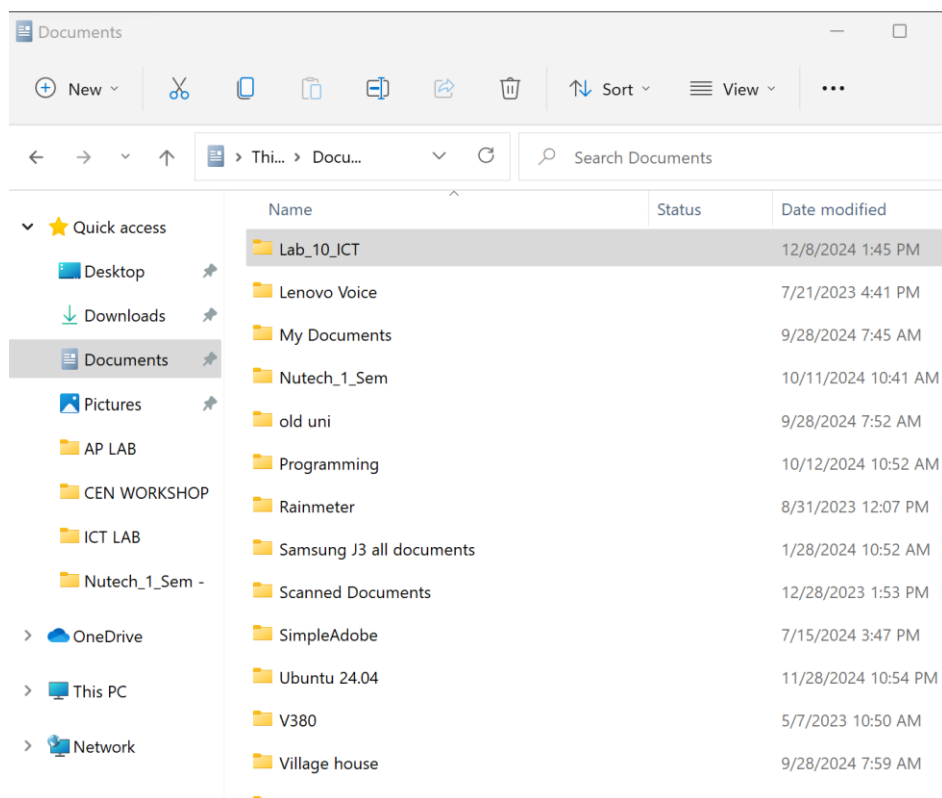 Documents
New Sort View
Thi... Docu... Search Documents
Name Status Date modified
Quick access
Desktop
Downloads
Documents
Pictures
AP LAB
CEN WORKSHOP
ICT LAB
Nutech_1_Sem -
OneDrive
This PC
Network
Lab_10_ICT 12/8/2024 1:45 PM
Lenovo Voice 7/21/2023 4:41 PM
My Documents 9/28/2024 7:45 AM
Nutech_1_Sem 10/11/2024 10:41 AM
old uni 9/28/2024 7:52 AM
Programming 10/12/2024 10:52 AM
Rainmeter 8/31/2023 12:07 PM
Samsung J3 all documents 1/28/2024 10:52 AM
Scanned Documents 12/28/2023 1:53 PM
SimpleAdobe 7/15/2024 3:47 PM
Ubuntu 24.04 11/28/2024 10:54 PM
V380 5/7/2023 10:50 AM
Village house 9/28/2024 7:59 AM